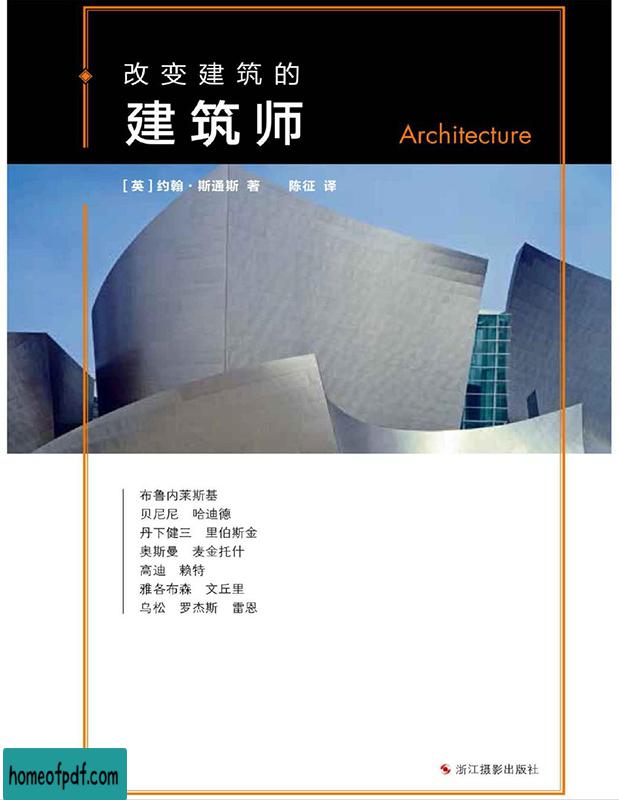 改变建筑的
建筑师
Architecture
[英]约翰·斯通斯 著 陈征 译
布鲁内莱斯基
贝尼尼 哈迪德
丹下健三 里伯斯金
奥斯曼 麦金托什
高迪 赖特
雅各布森 文丘里
乌松 罗杰斯 雷恩
homeofpdf.com
浙江摄影出版社